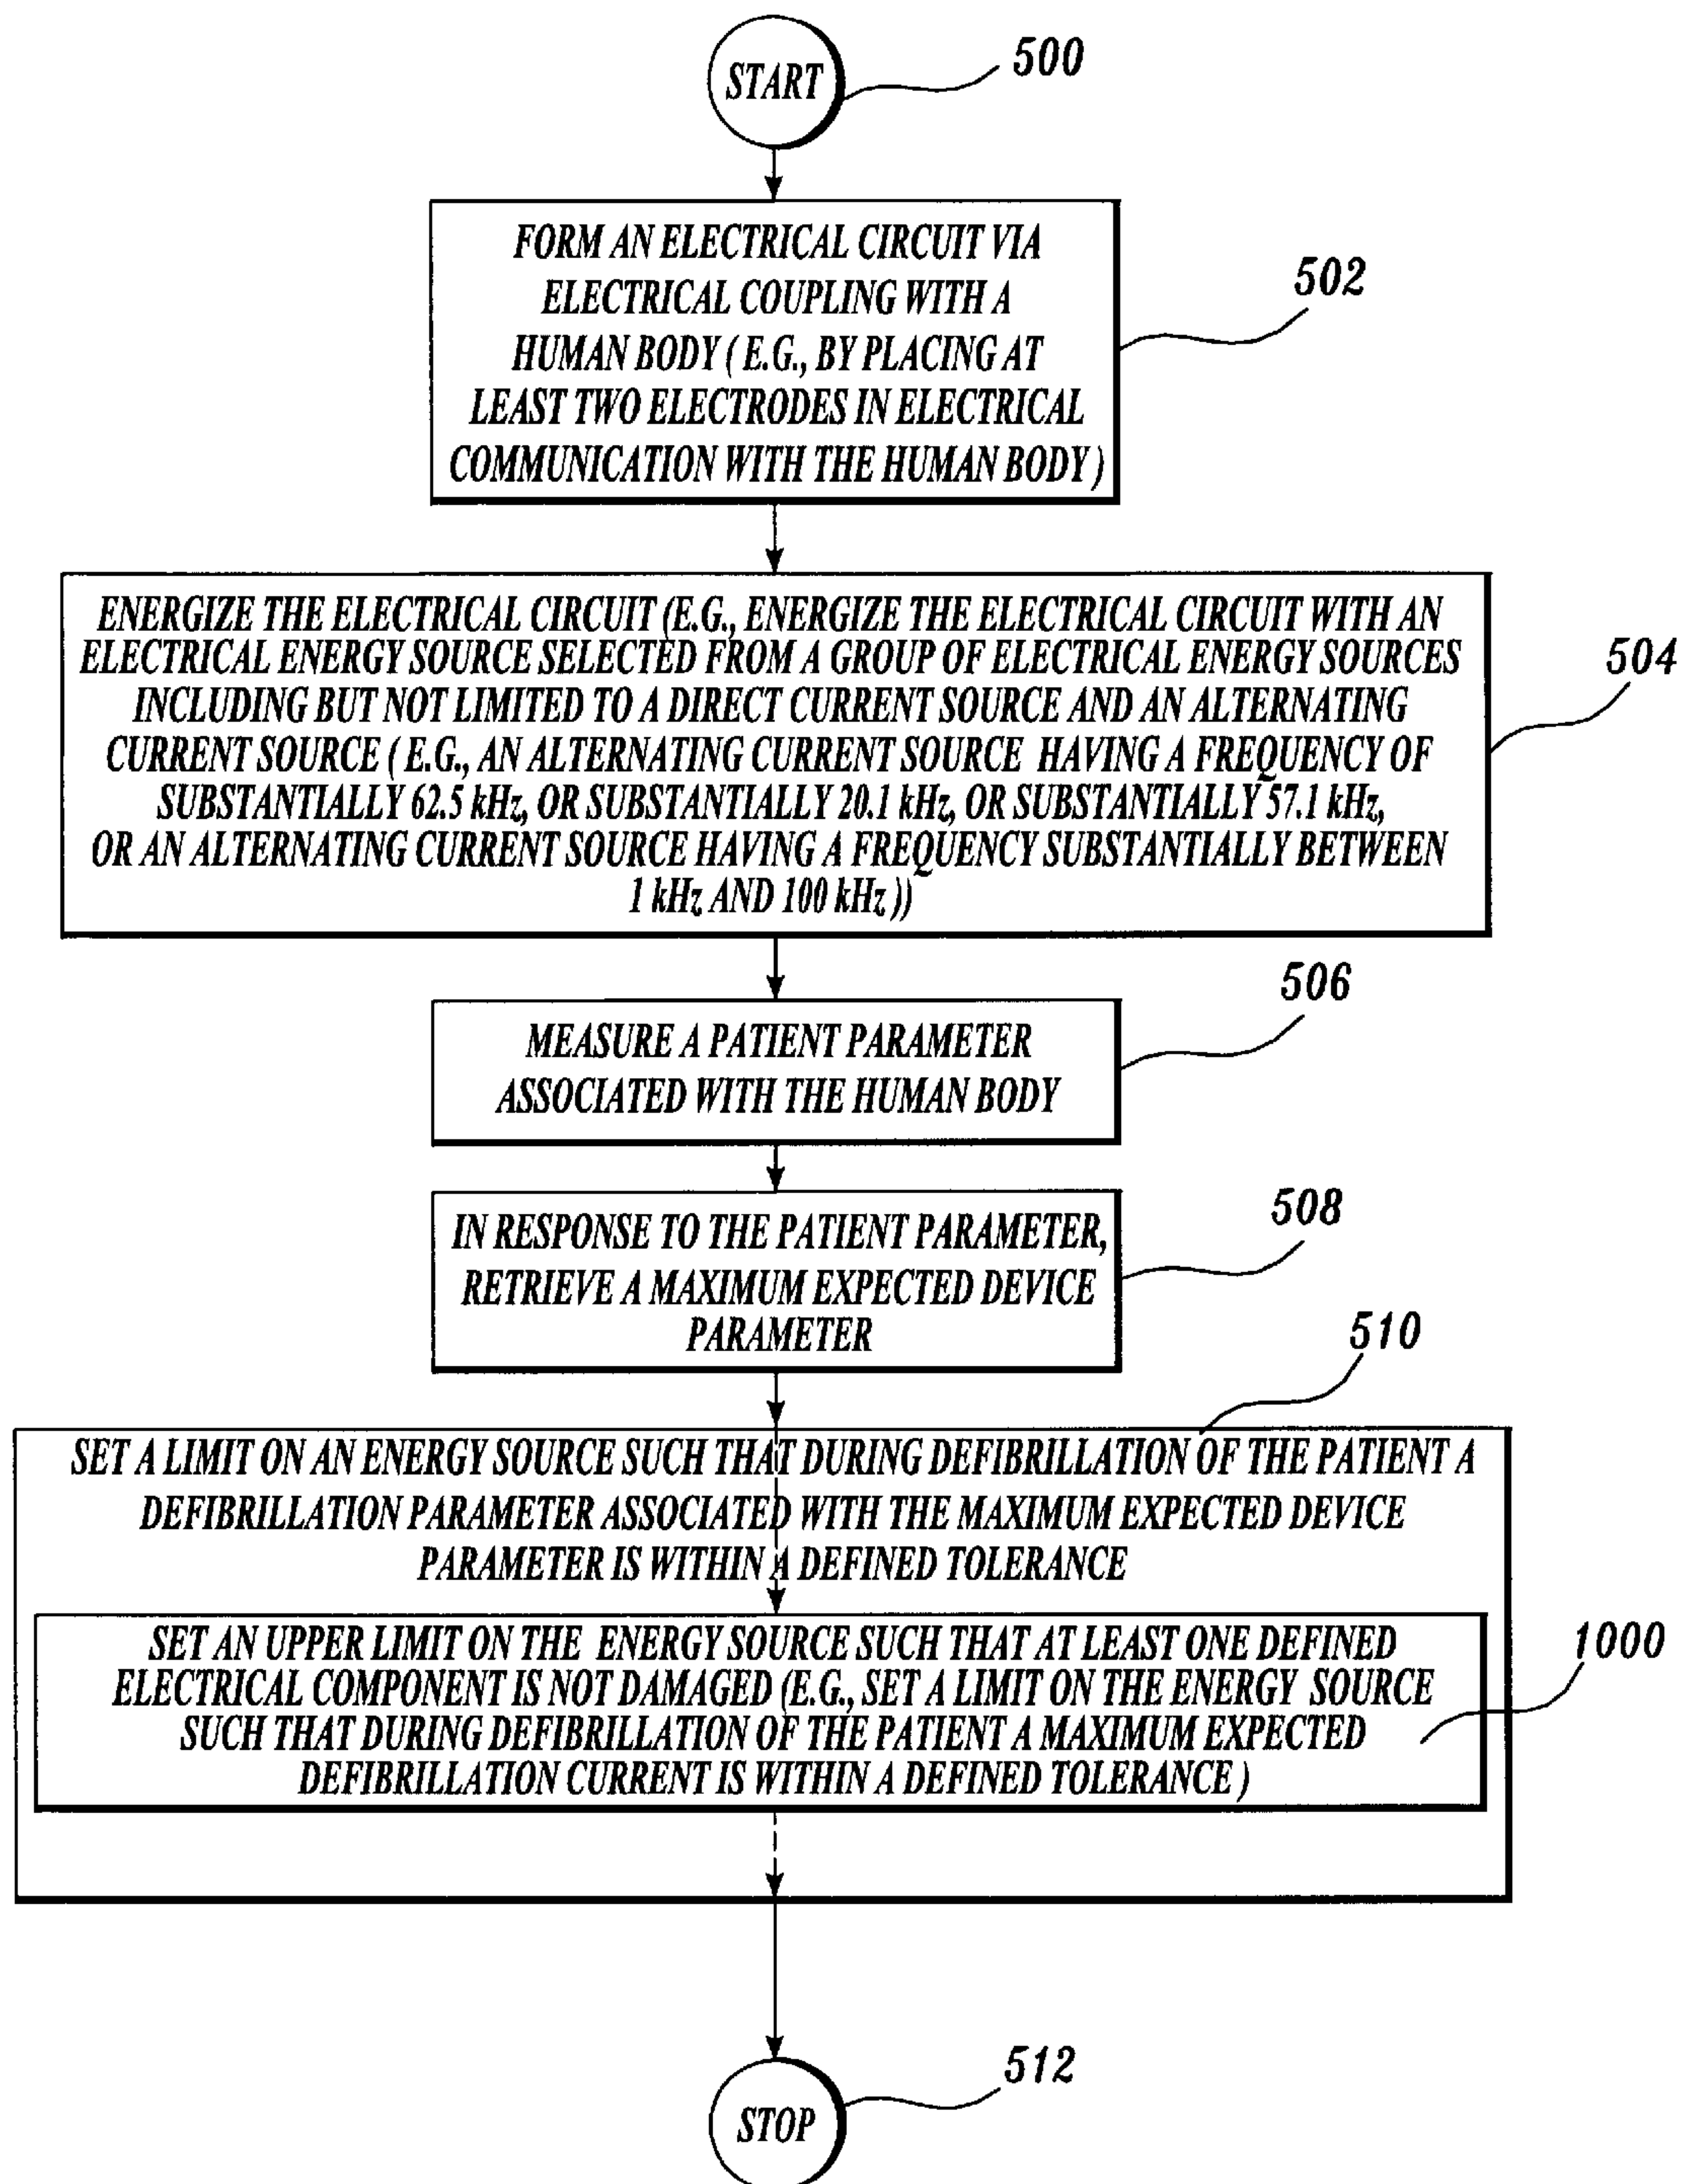 START
500
FORM AN ELECTRICAL CIRCUIT VIA
ELECTRICAL COUPLING WITH A
HUMAN BODY ( E.G., BY PLACING AT
LEAST TWO ELECTRODES IN ELECTRICAL
COMMUNICATION WITH THE HUMAN BODY )
502
ENERGIZE THE ELECTRICAL CIRCUIT (E.G., ENERGIZE THE ELECTRICAL CIRCUIT WITH AN
ELECTRICAL ENERGY SOURCE SELECTED FROM A GROUP OF ELECTRICAL ENERGY SOURCES
INCLUDING BUT NOT LIMITED TO A DIRECT CURRENT SOURCE AND AN ALTERNATING
CURRENT SOURCE ( E.G., AN ALTERNATING CURRENT SOURCE HAVING A FREQUENCY OF
SUBSTANTIALLY 62.5 kHz, OR SUBSTANTIALLY 20.1 kHz, OR SUBSTANTIALLY 57.1 kHz,
OR AN ALTERNATING CURRENT SOURCE HAVING A FREQUENCY SUBSTANTIALLY BETWEEN
1 kHz AND 100 kHz ))
504
MEASURE A PATIENT PARAMETER
ASSOCIATED WITH THE HUMAN BODY
506
IN RESPONSE TO THE PATIENT PARAMETER,
RETRIEVE A MAXIMUM EXPECTED DEVICE
PARAMETER
508
510
SET A LIMIT ON AN ENERGY SOURCE SUCH THAT DURING DEFIBRILLATION OF THE PATIENT A
DEFIBRILLATION PARAMETER ASSOCIATED WITH THE MAXIMUM EXPECTED DEVICE
PARAMETER IS WITHIN A DEFINED TOLERANCE
SET AN UPPER LIMIT ON THE ENERGY SOURCE SUCH THAT AT LEAST ONE DEFINED
ELECTRICAL COMPONENT IS NOT DAMAGED (E.G., SET A LIMIT ON THE ENERGY SOURCE
SUCH THAT DURING DEFIBRILLATION OF THE PATIENT A MAXIMUM EXPECTED
DEFIBRILLATION CURRENT IS WITHIN A DEFINED TOLERANCE )
1000
STOP
512